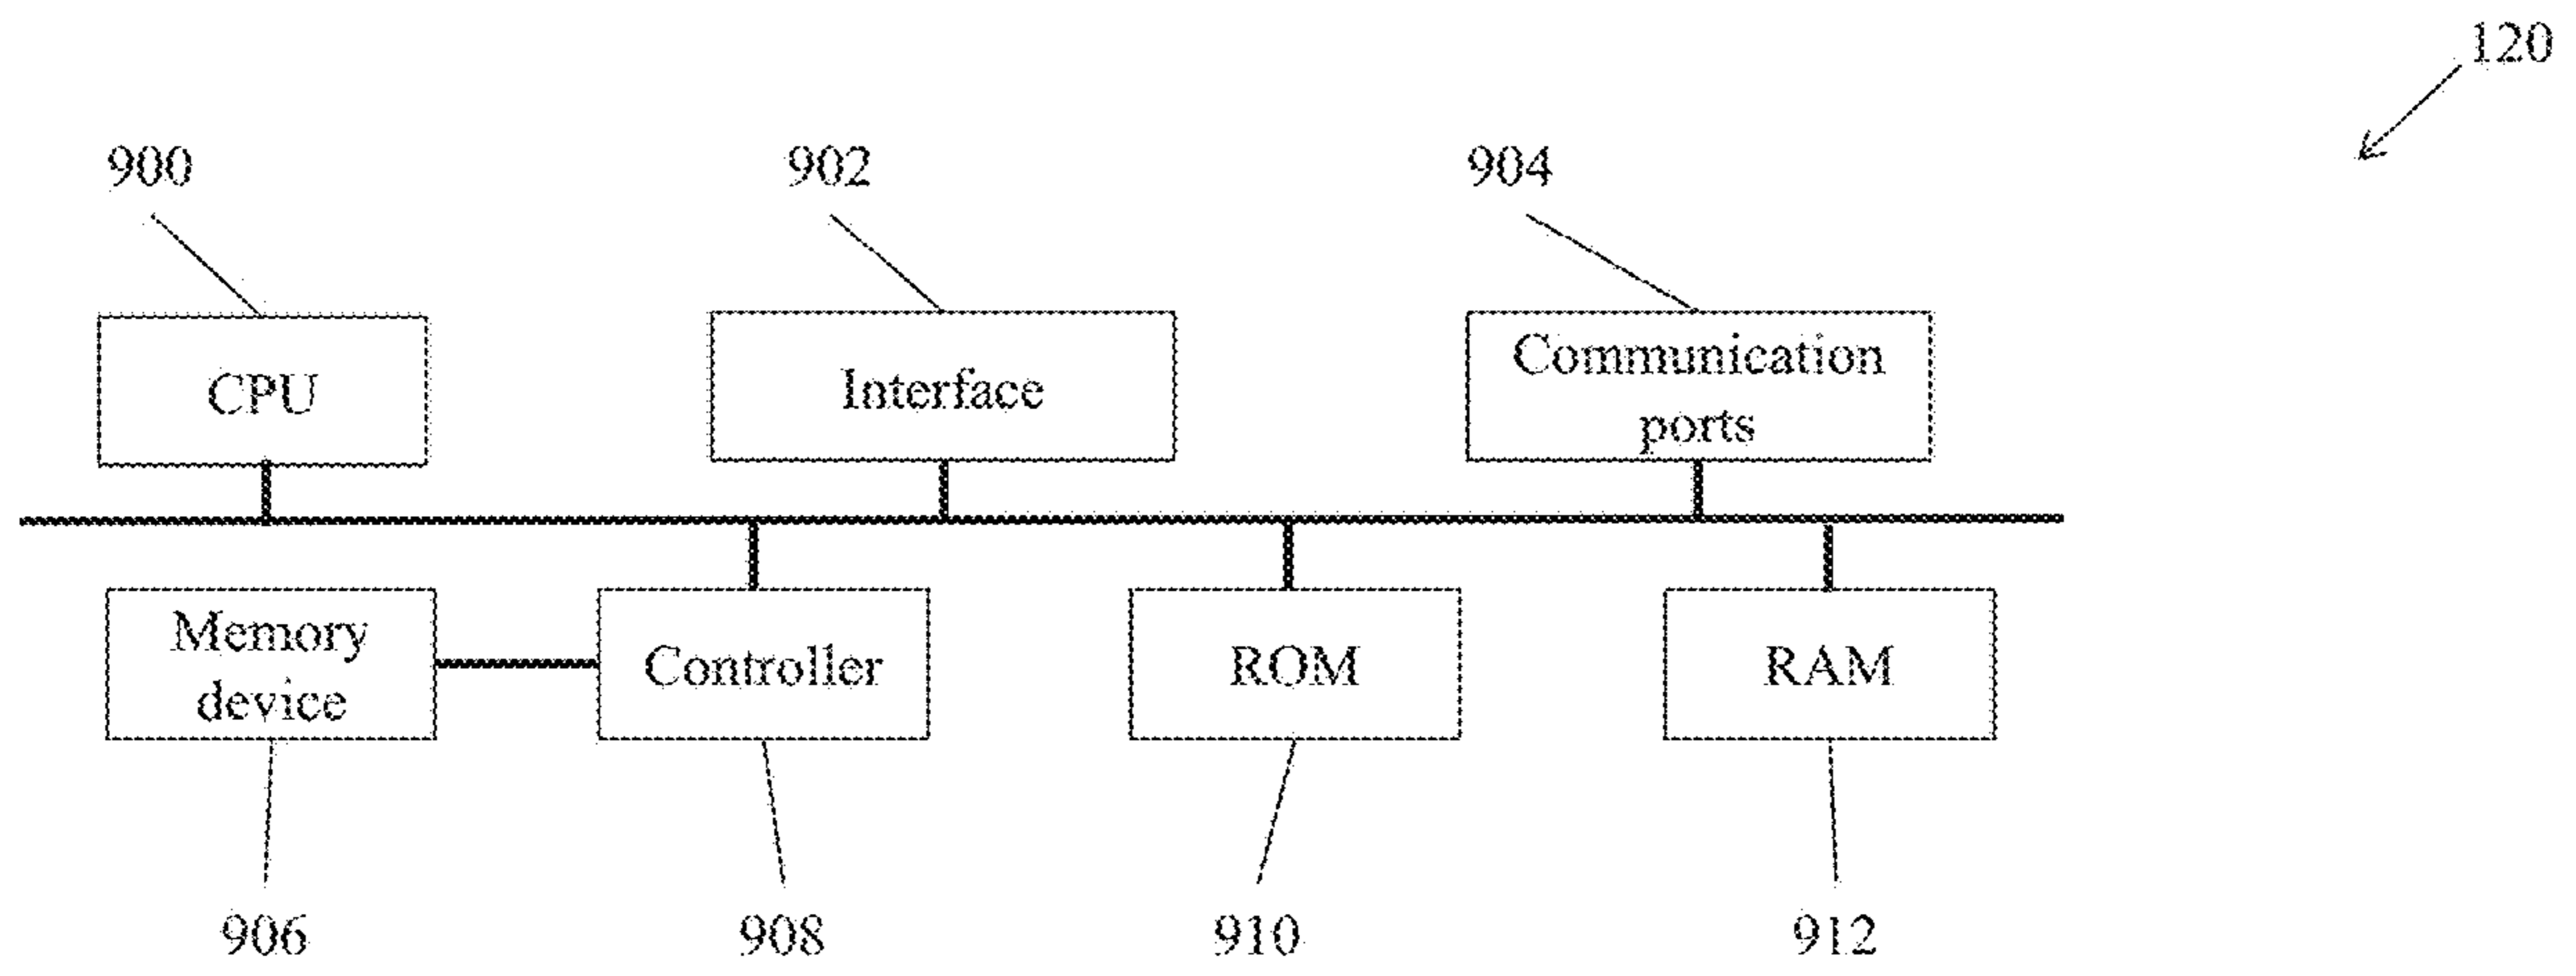 120
900
902
904
CPU
Interface
Communication
ports
Memory
device
Controller
ROM
RAM
906
908
910
912